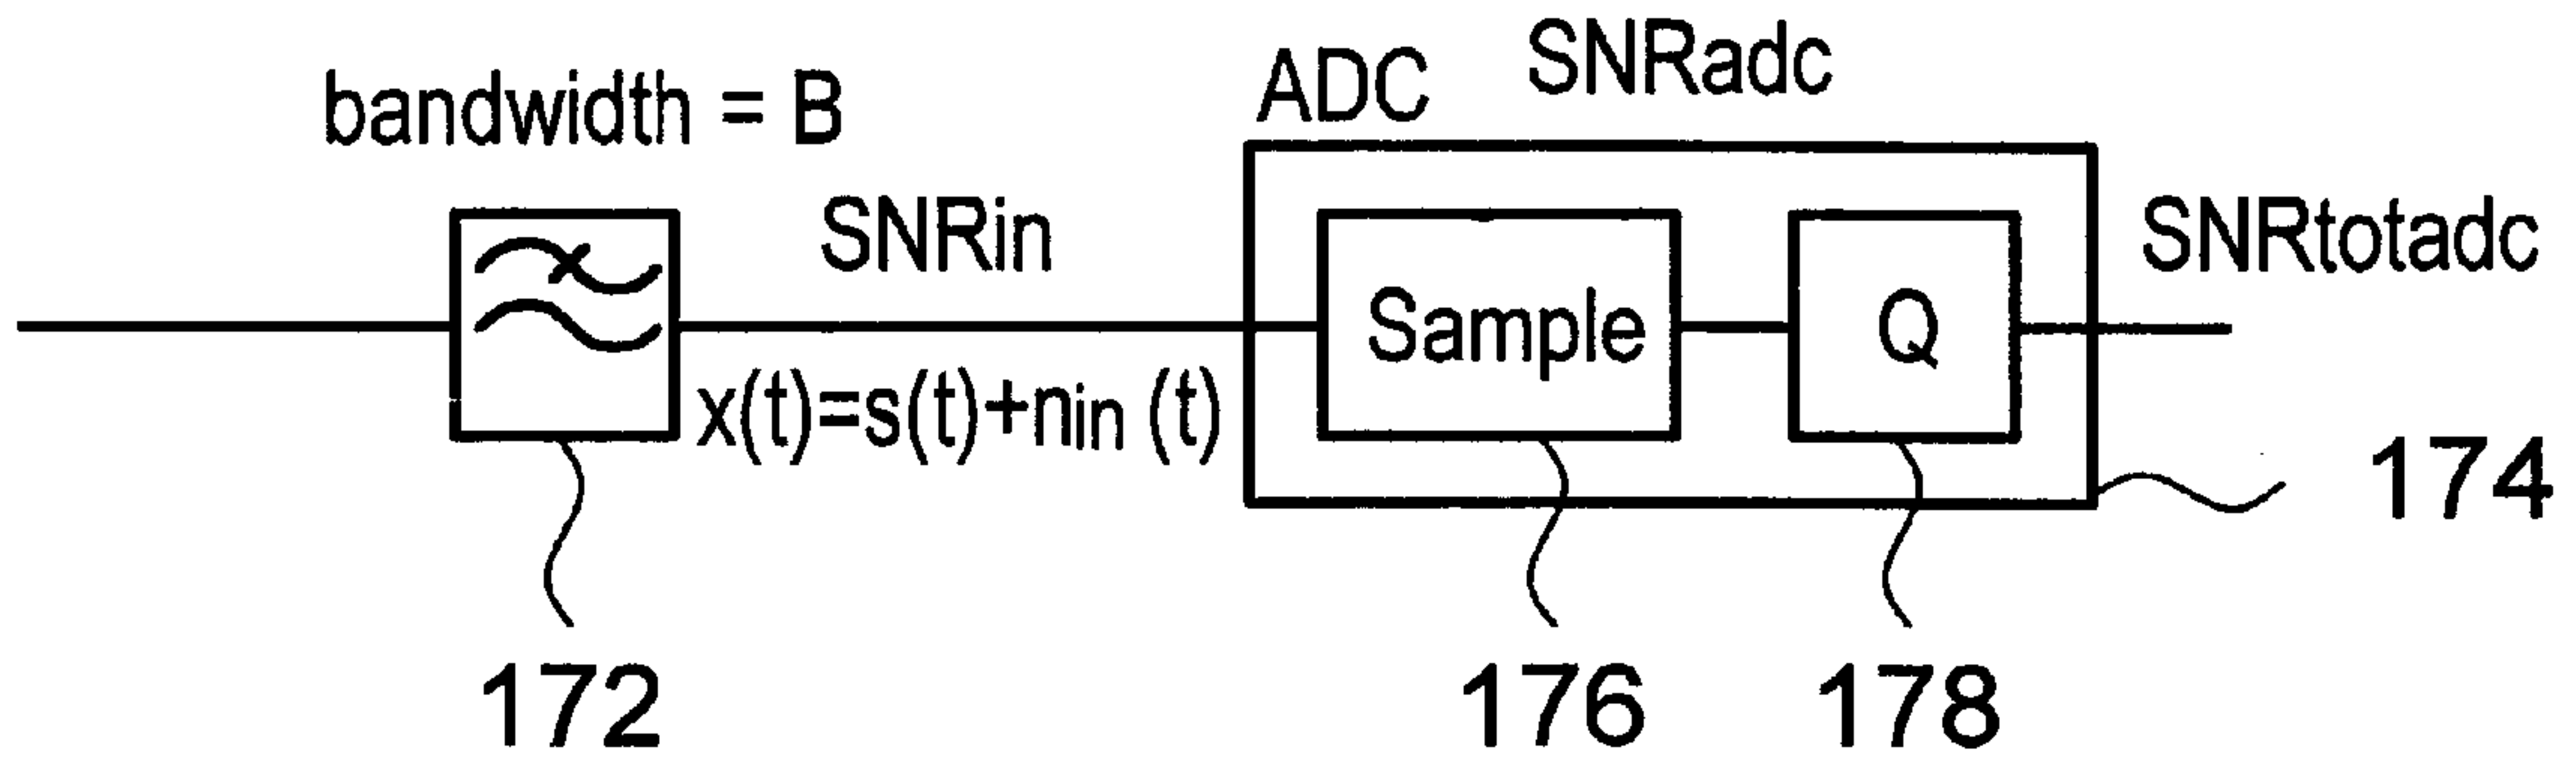 bandwidth = B
SNRin
x(t)=s(t)+nin (t)
ADC
SNRadc
Sample
Q
SNRtotadc
172
176
178
174